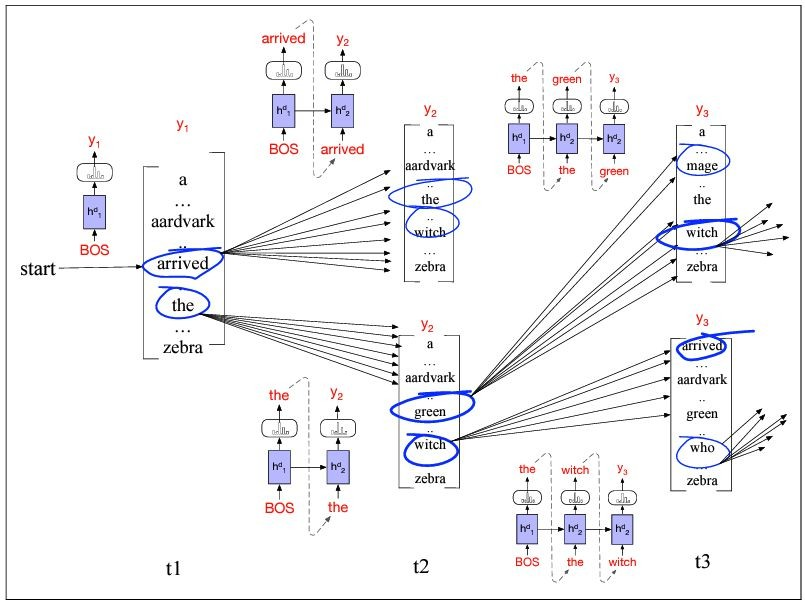 arrived y2
hd1 hd2
BOS arrived
y1
hd1
BOS
start
y1
a
...
aardvark
..
arrived
..
the
...
zebra
y2
a
...
aardvark
..
the
..
witch
...
zebra
the green y3
hd1 hd2 hd2
BOS the green
y3
a
...
mage
..
the
..
witch
...
zebra
y2
a
...
aardvark
..
green
..
witch
...
zebra
the y2
hd1 hd2
BOS the
y3
arrived
...
aardvark
..
green
..
who
...
zebra
the witch y3
hd1 hd2 hd2
BOS the witch
t1 t2 t3